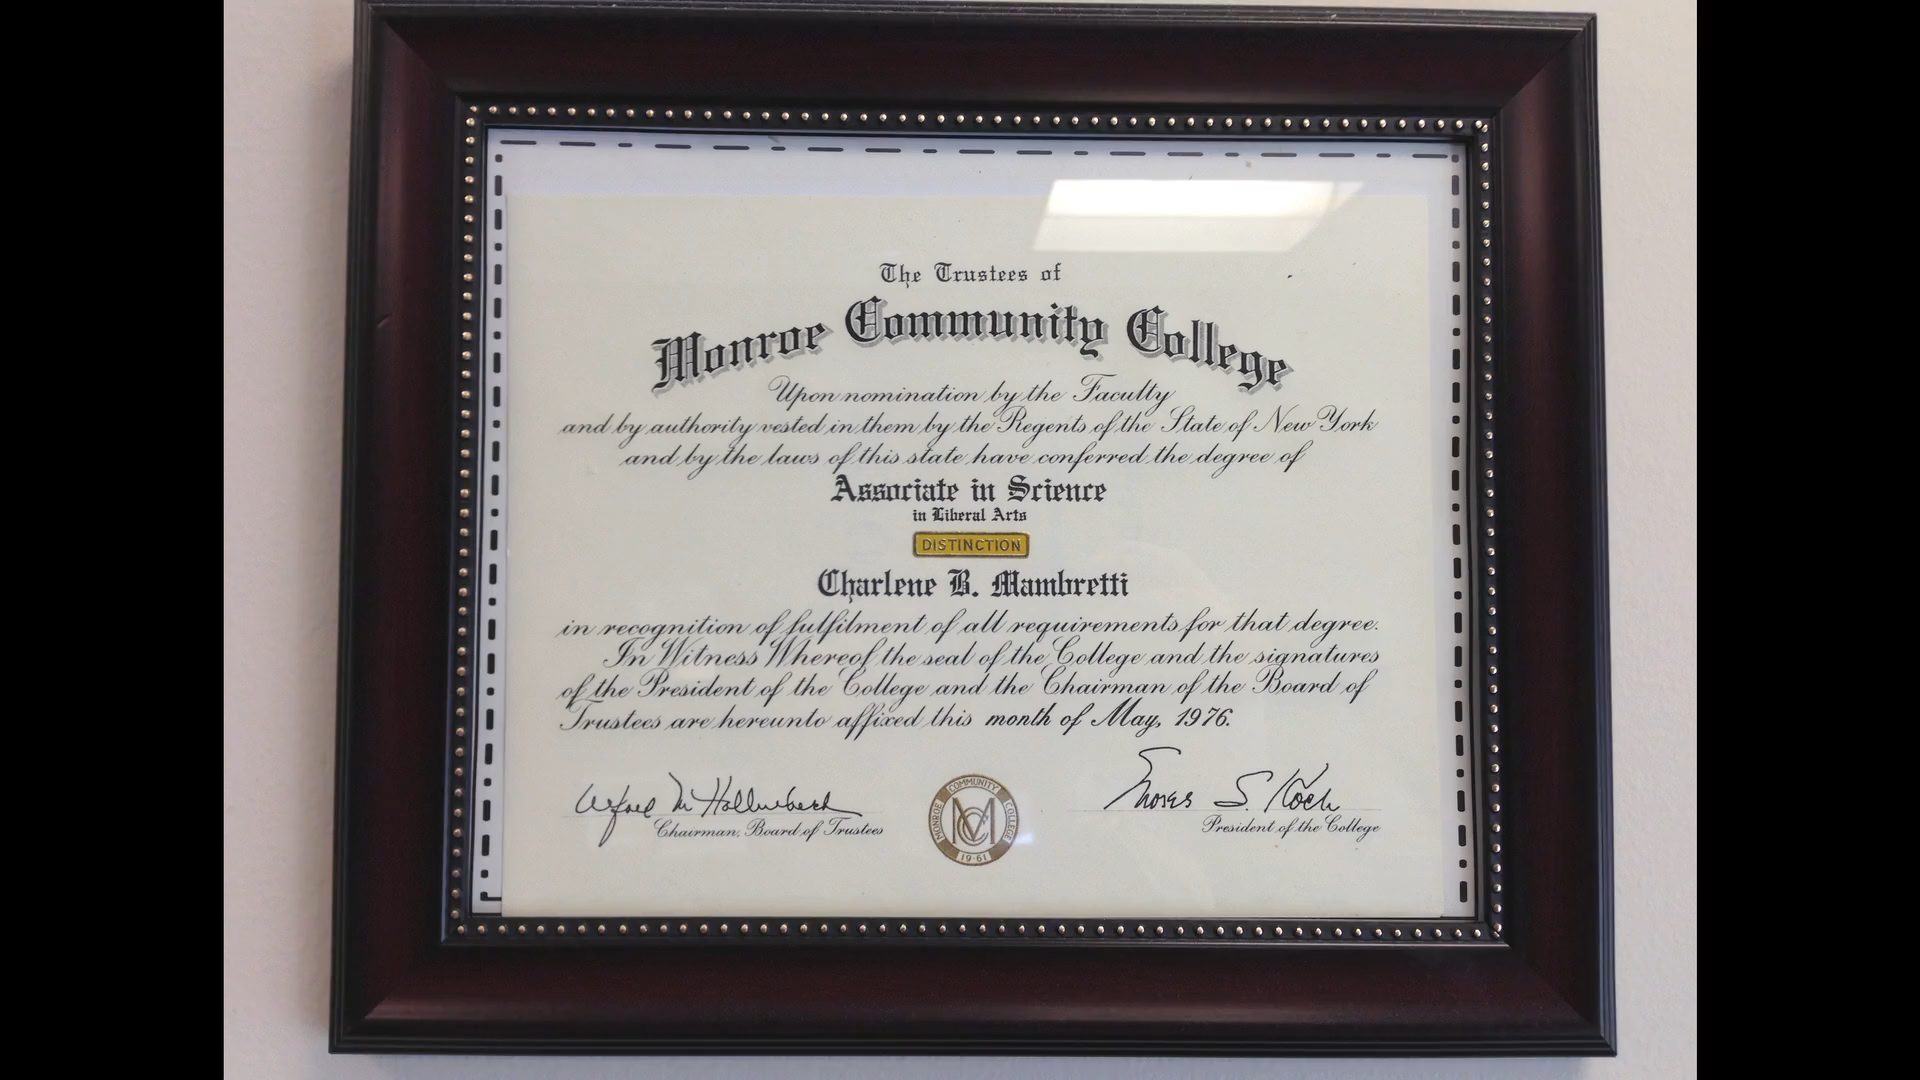 The Trustees of
Monroe Community College
Upon nomination by the Faculty
and by authority vested in them by the Regents of the State of New York
and by the laws of this state have conferred the degree of
Associate in Science
in Liberal Arts
DISTINCTION
Charlene B. Mambretti
in recognition of fulfilment of all requirements for that degree.
In Witness Whereof the seal of the College and the signatures
of the President of the College and the Chairman of the Board of
Trustees are hereunto affixed this month of May, 1976.
Alfred M Hallenbeck
Chairman, Board of Trustees
MONROE COMMUNITY COLLEGE
MCC
19-61
Moses S. Koch
President of the College